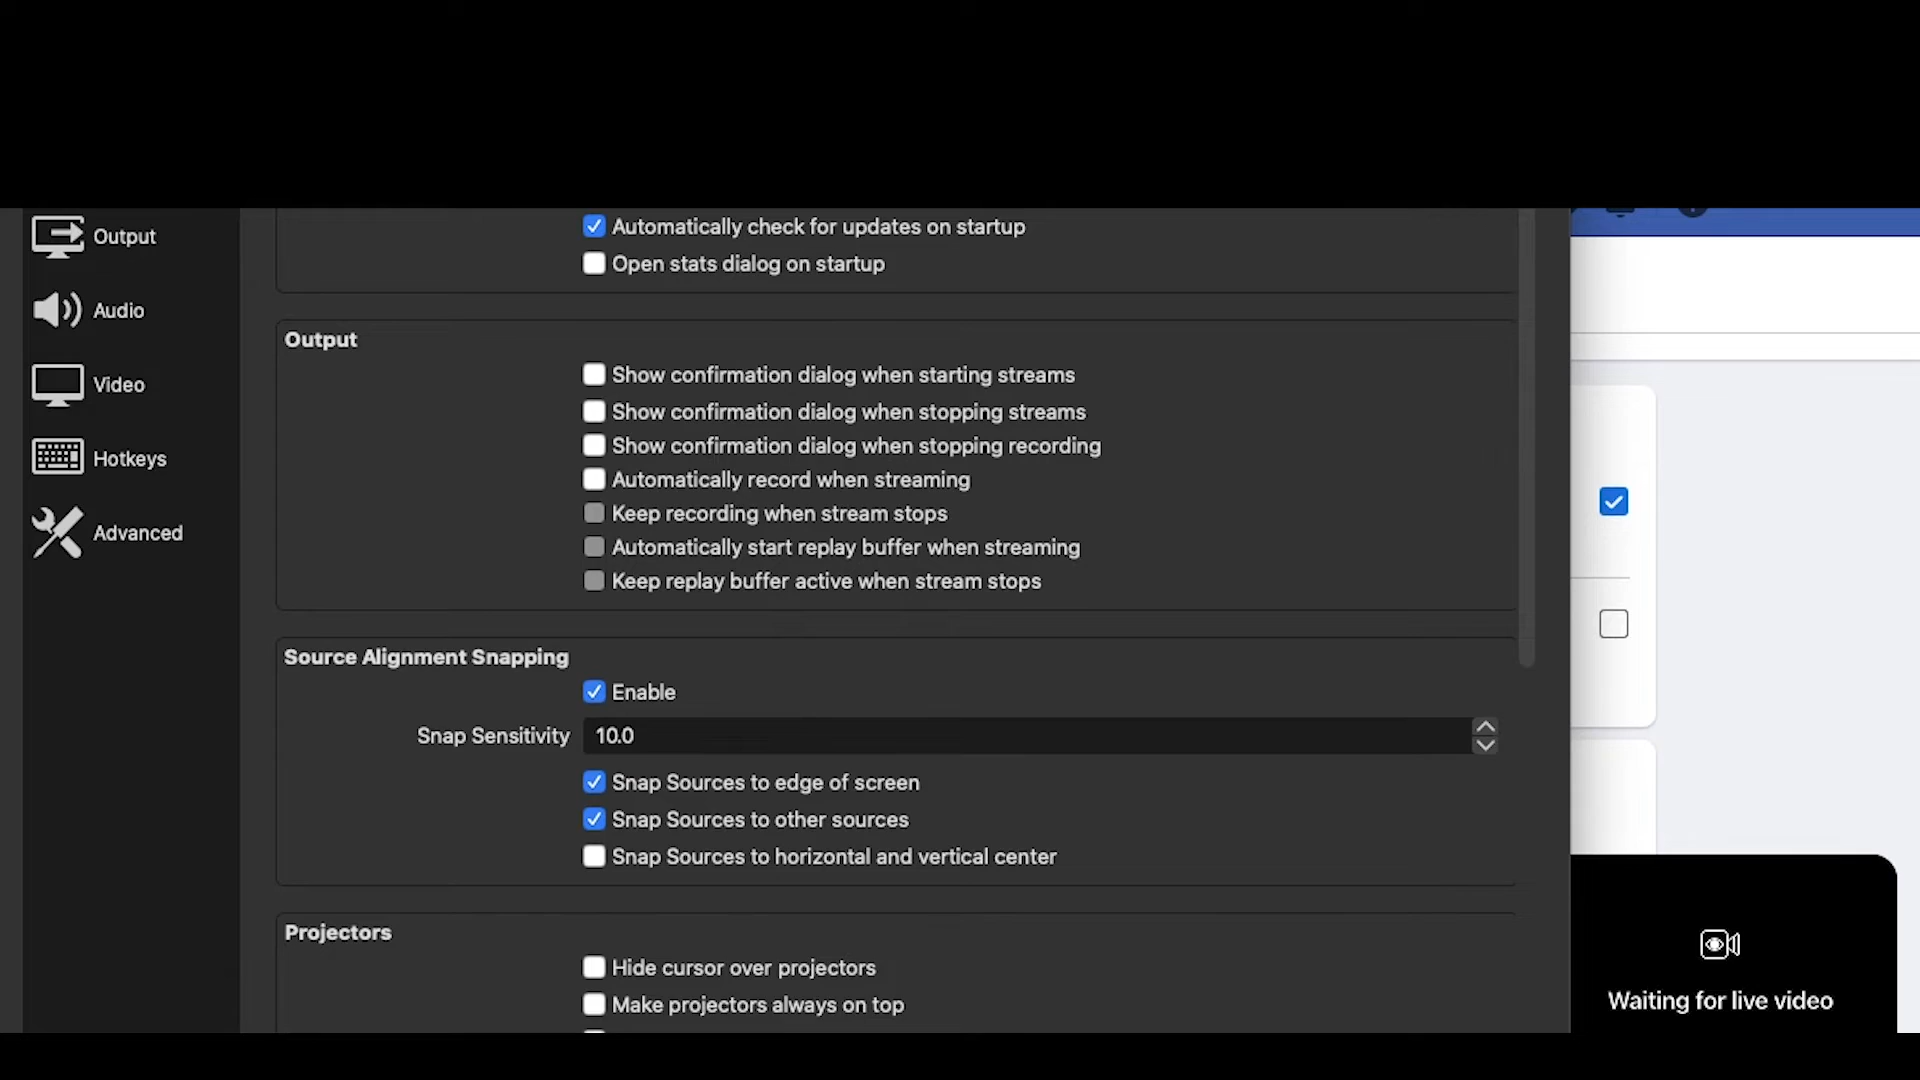 Output
Audio
Video
Hotkeys
Advanced
Automatically check for updates on startup
Open stats dialog on startup
Output
Show confirmation dialog when starting streams
Show confirmation dialog when stopping streams
Show confirmation dialog when stopping recording
Automatically record when streaming
Keep recording when stream stops
Automatically start replay buffer when streaming
Keep replay buffer active when stream stops
Source Alignment Snapping
Enable
Snap Sensitivity 10.0
Snap Sources to edge of screen
Snap Sources to other sources
Snap Sources to horizontal and vertical center
Projectors
Hide cursor over projectors
Make projectors always on top
Waiting for live video